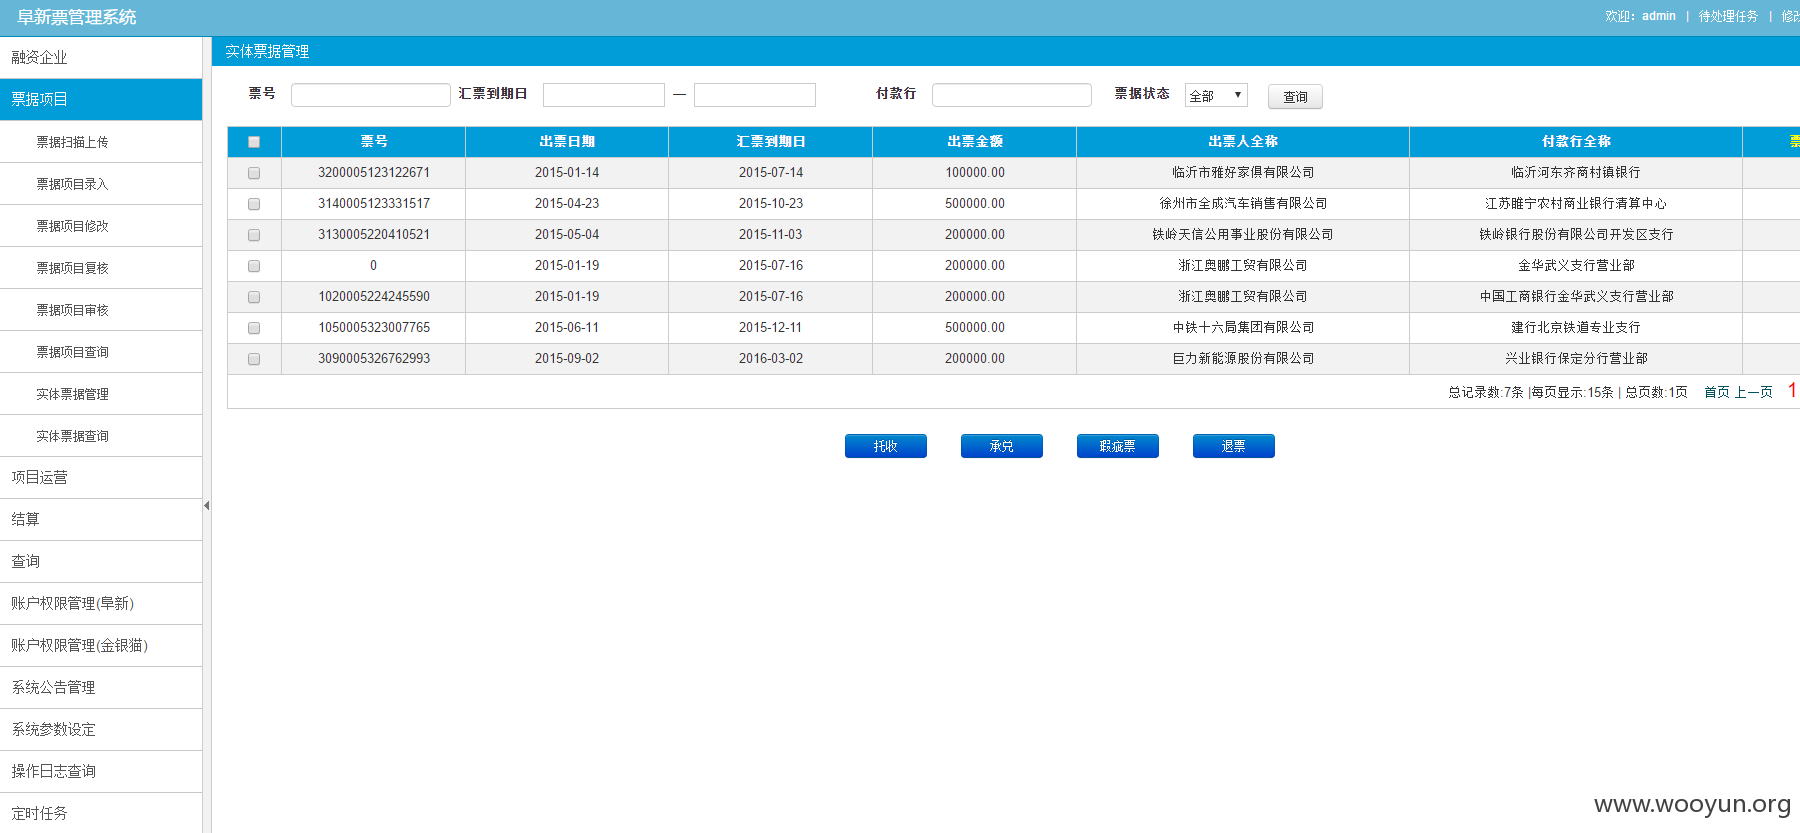 阜新票管理系统
欢迎: admin | 待处理任务 |
融资企业
票据项目
票据扫描上传
票据项目录入
票据项目修改
票据项目复核
票据项目审核
票据项目查询
实体票据管理
实体票据查询
项目运营
结算
查询
账户权限管理(阜新)
账户权限管理(金银猫)
系统公告管理
系统参数设定
操作日志查询
定时任务
实体票据管理
票号 汇票到期日 — 付款行 票据状态 全部 查询
票号 出票日期 汇票到期日 出票金额 出票人全称 付款行全称 票
3200005123122671 2015-01-14 2015-07-14 100000.00 临沂市雅好家俱有限公司 临沂河东齐商村镇银行
3140005123331517 2015-04-23 2015-10-23 500000.00 徐州市全成汽车销售有限公司 江苏睢宁农村商业银行清算中心
3130005220410521 2015-05-04 2015-11-03 200000.00 铁岭天信公用事业股份有限公司 铁岭银行股份有限公司开发区支行
0 2015-01-19 2015-07-16 200000.00 浙江奥鹏工贸有限公司 金华武义支行营业部
1020005224245590 2015-01-19 2015-07-16 200000.00 浙江奥鹏工贸有限公司 中国工商银行金华武义支行营业部
1050005323007765 2015-06-11 2015-12-11 500000.00 中铁十六局集团有限公司 建行北京铁道专业支行
3090005326762993 2015-09-02 2016-03-02 200000.00 巨力新能源股份有限公司 兴业银行保定分行营业部
总记录数:7条 |每页显示:15条 | 总页数:1页 首页 上一页 1
托收 承兑 瑕疵票 退票
www.wooyun.org